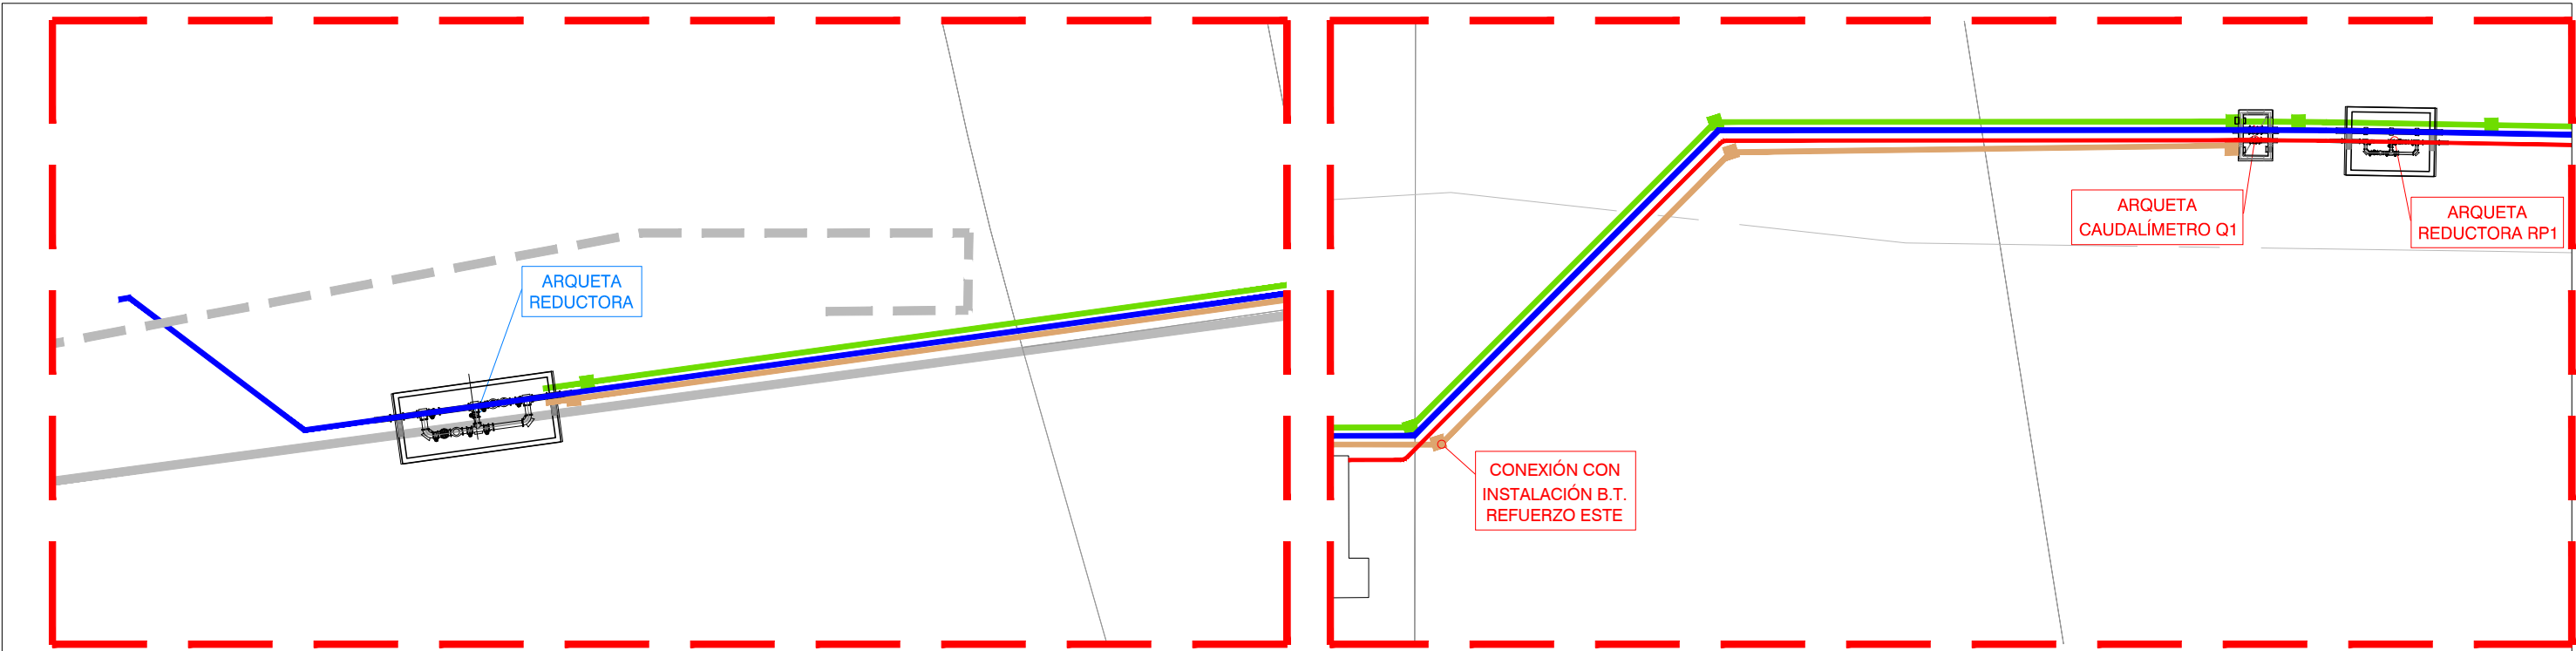 ARQUETA
REDUCTORA
ARQUETA
CAUDALÍMETRO Q1
ARQUETA
REDUCTORA RP1
CONEXIÓN CON
INSTALACIÓN B.T.
REFUERZO ESTE